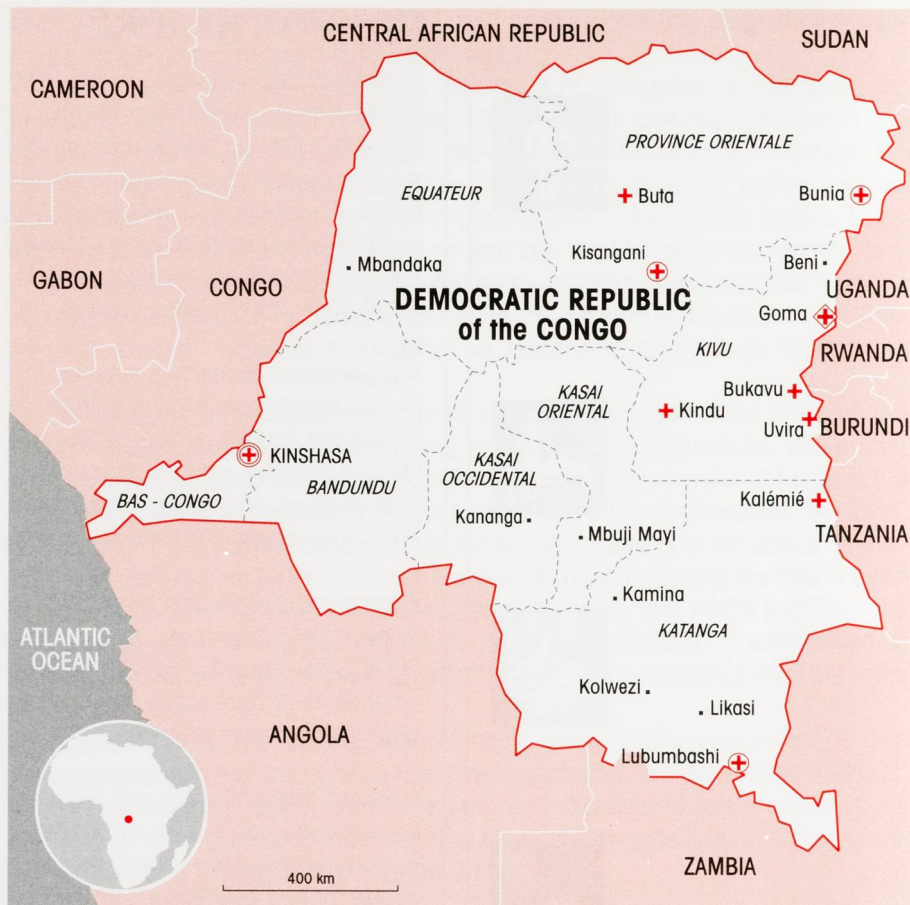 CENTRAL AFRICAN REPUBLIC
SUDAN
CAMEROON
PROVINCE ORIENTALE
EQUATEUR
Buta
Bunia
Kisangani
Beni
Mbandaka
GABON
CONGO
UGANDA
DEMOCRATIC REPUBLIC
of the CONGO
Goma
KIVU
RWANDA
KASAI
ORIENTAL
Bukavu
Kindu
Uvira
BURUNDI
KINSHASA
KASAI
OCCIDENTAL
BANDUNDU
BAS - CONGO
Kalémié
Kananga
Mbuji Mayi
TANZANIA
Kamina
KATANGA
ATLANTIC
OCEAN
Kolwezi
Likasi
ANGOLA
Lubumbashi
400 km
ZAMBIA